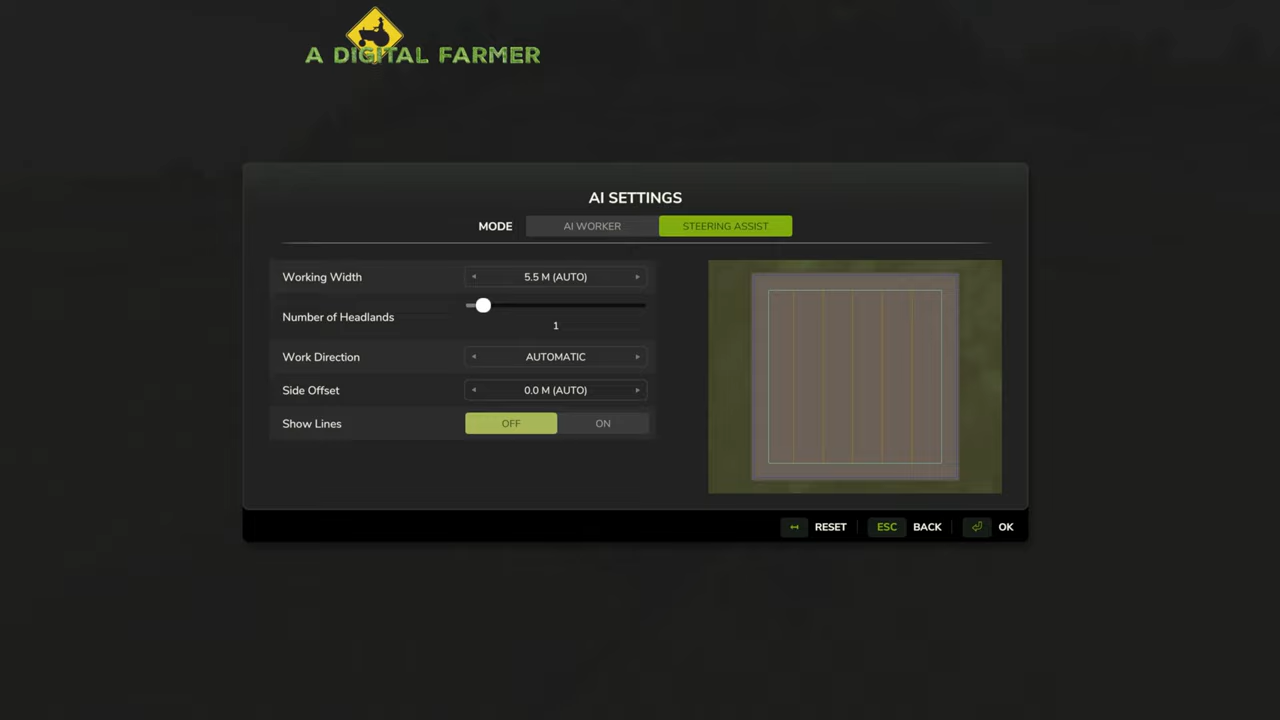 A DIGITAL FARMER
AI SETTINGS
MODE AI WORKER STEERING ASSIST
Working Width 5.5 M (AUTO)
Number of Headlands
1
Work Direction AUTOMATIC
Side Offset 0.0 M (AUTO)
Show Lines OFF ON
RESET ESC BACK OK